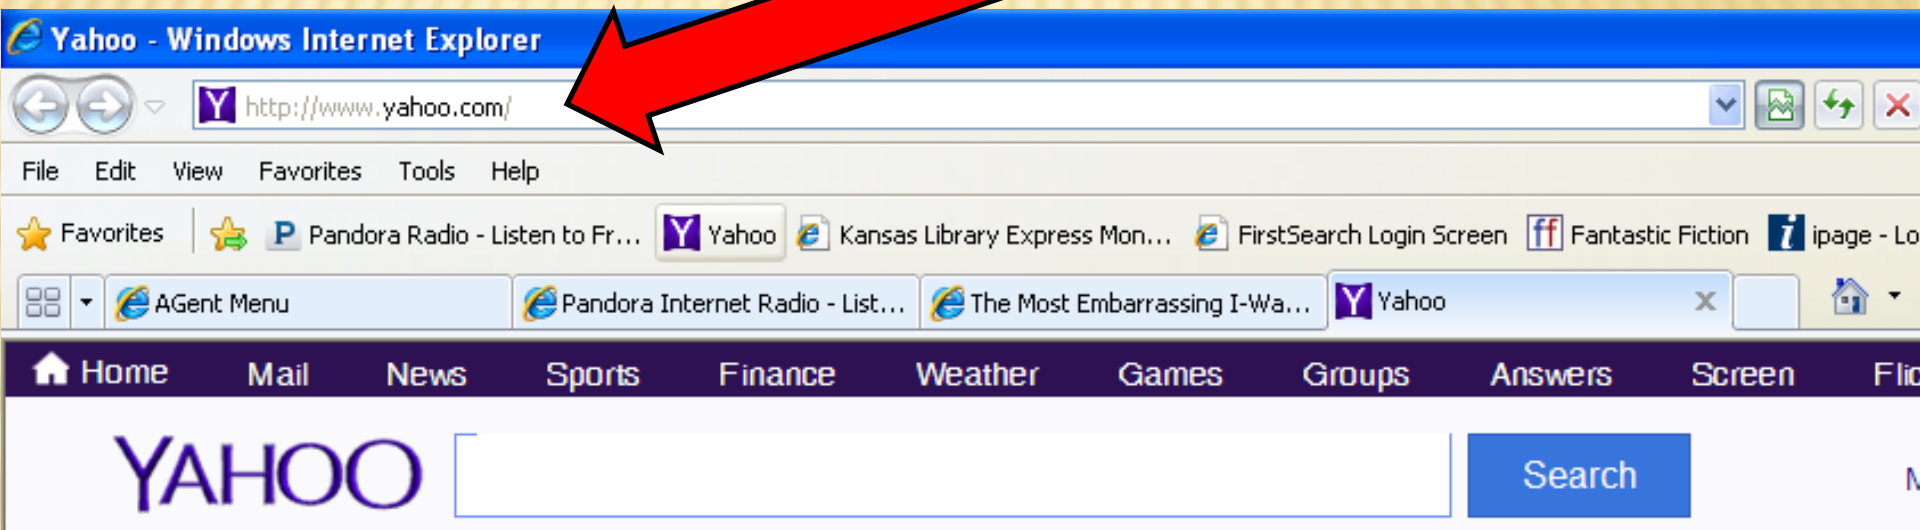 Yahoo - Windows Internet Explorer
http://www.yahoo.com/
File Edit View Favorites Tools Help
Favorites Pandora Radio - Listen to Fr... Yahoo Kansas Library Express Mon... FirstSearch Login Screen ff Fantastic Fiction i ipage - Lo
AGent Menu Pandora Internet Radio - List... The Most Embarrassing I-Wa... Yahoo
Home Mail News Sports Finance Weather Games Groups Answers Screen Flic
YAHOO Search